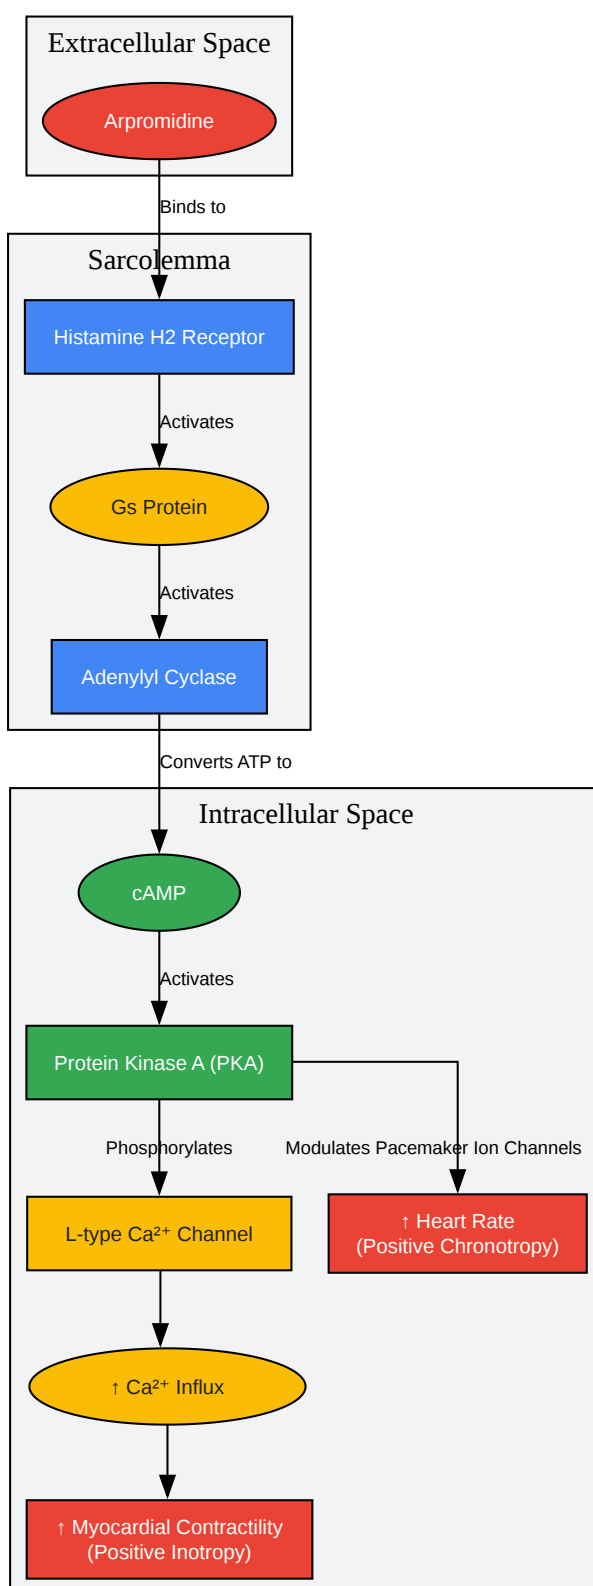 Extracellular Space
Arpromidine
Binds to
Sarcolemma
Histamine H2 Receptor
Activates
Gs Protein
Activates
Adenylyl Cyclase
Converts ATP to
Intracellular Space
cAMP
Activates
Protein Kinase A (PKA)
Phosphorylates
Modulates Pacemaker Ion Channels
L-type Ca²⁺ Channel
↑ Heart Rate
(Positive Chronotropy)
↑ Ca²⁺ Influx
↑ Myocardial Contractility
(Positive Inotropy)